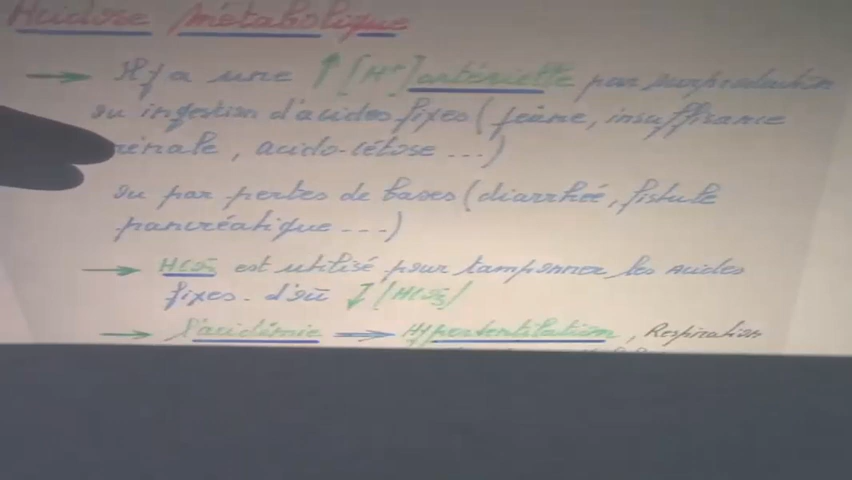 Acidose métabolique
→ Il y a une ↑ [H+] artérielle par surproduction
ou ingestion d'acides fixes ( jeûne, insuffisance
rénale, acido-cétose ...)
ou par pertes de bases ( diarrhée, fistule
pancréatique ...)
→ HCO3- est utilisé pour tamponner les acides
fixes. d'où ↓ [HCO3-]
→ l'acidémie ⇒ Hyperventilation, Respiration